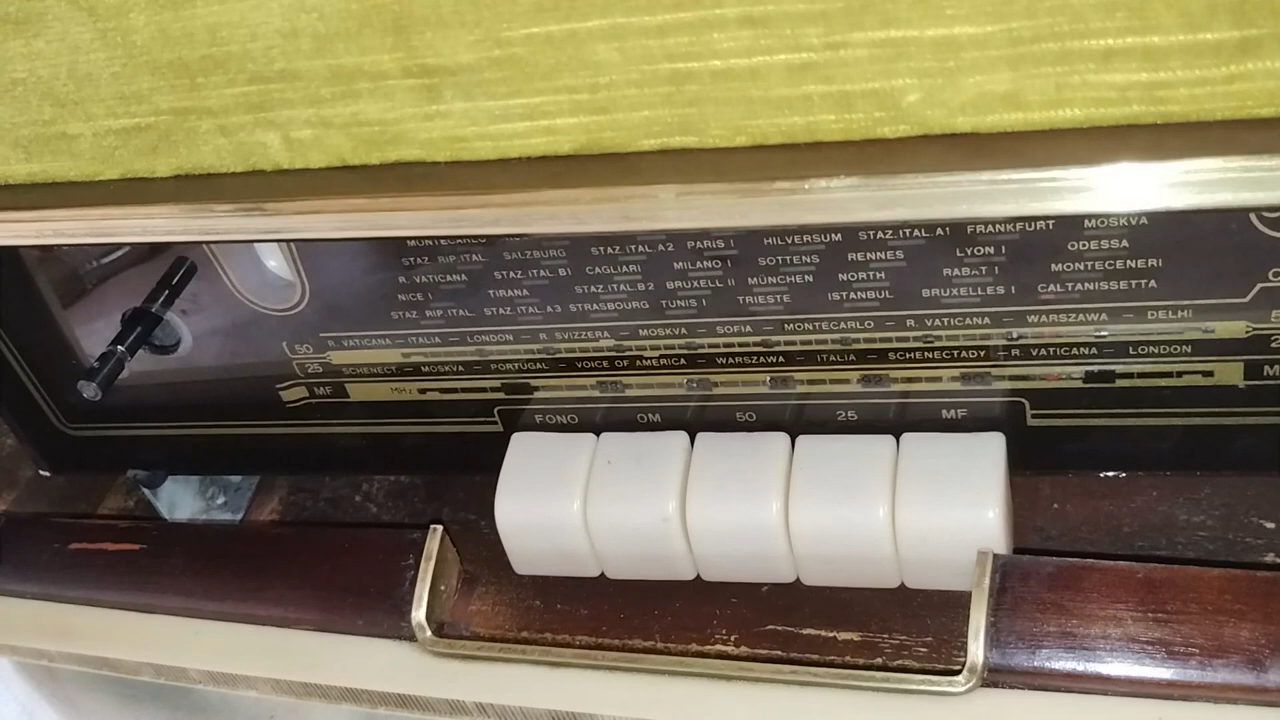 MONTECARLO
STAZ. RIP. ITAL. SALZBURG STAZ.ITAL.A2 PARIS I HILVERSUM STAZ.ITAL.A1 FRANKFURT MOSKVA
R. VATICANA STAZ.ITAL.B1 CAGLIARI MILANO I SOTTENS RENNES LYON I ODESSA
NICE I TIRANA STAZ.ITAL.B2 BRUXELL II MÜNCHEN NORTH RABAT I MONTECENERI
STAZ. RIP.ITAL. STAZ.ITAL.A3 STRASBOURG TUNIS I TRIESTE ISTANBUL BRUXELLES I CALTANISSETTA
50 R. VATICANA — ITALIA — LONDON — R. SVIZZERA — MOSKVA — SOFIA — MONTECARLO — R. VATICANA — WARSZAWA — DELHI
25 SCHENECT. — MOSKVA — PORTUGAL — VOICE OF AMERICA — WARSZAWA — ITALIA — SCHENECTADY — R. VATICANA — LONDON
MF MHz 92
FONO OM 50 25 MF